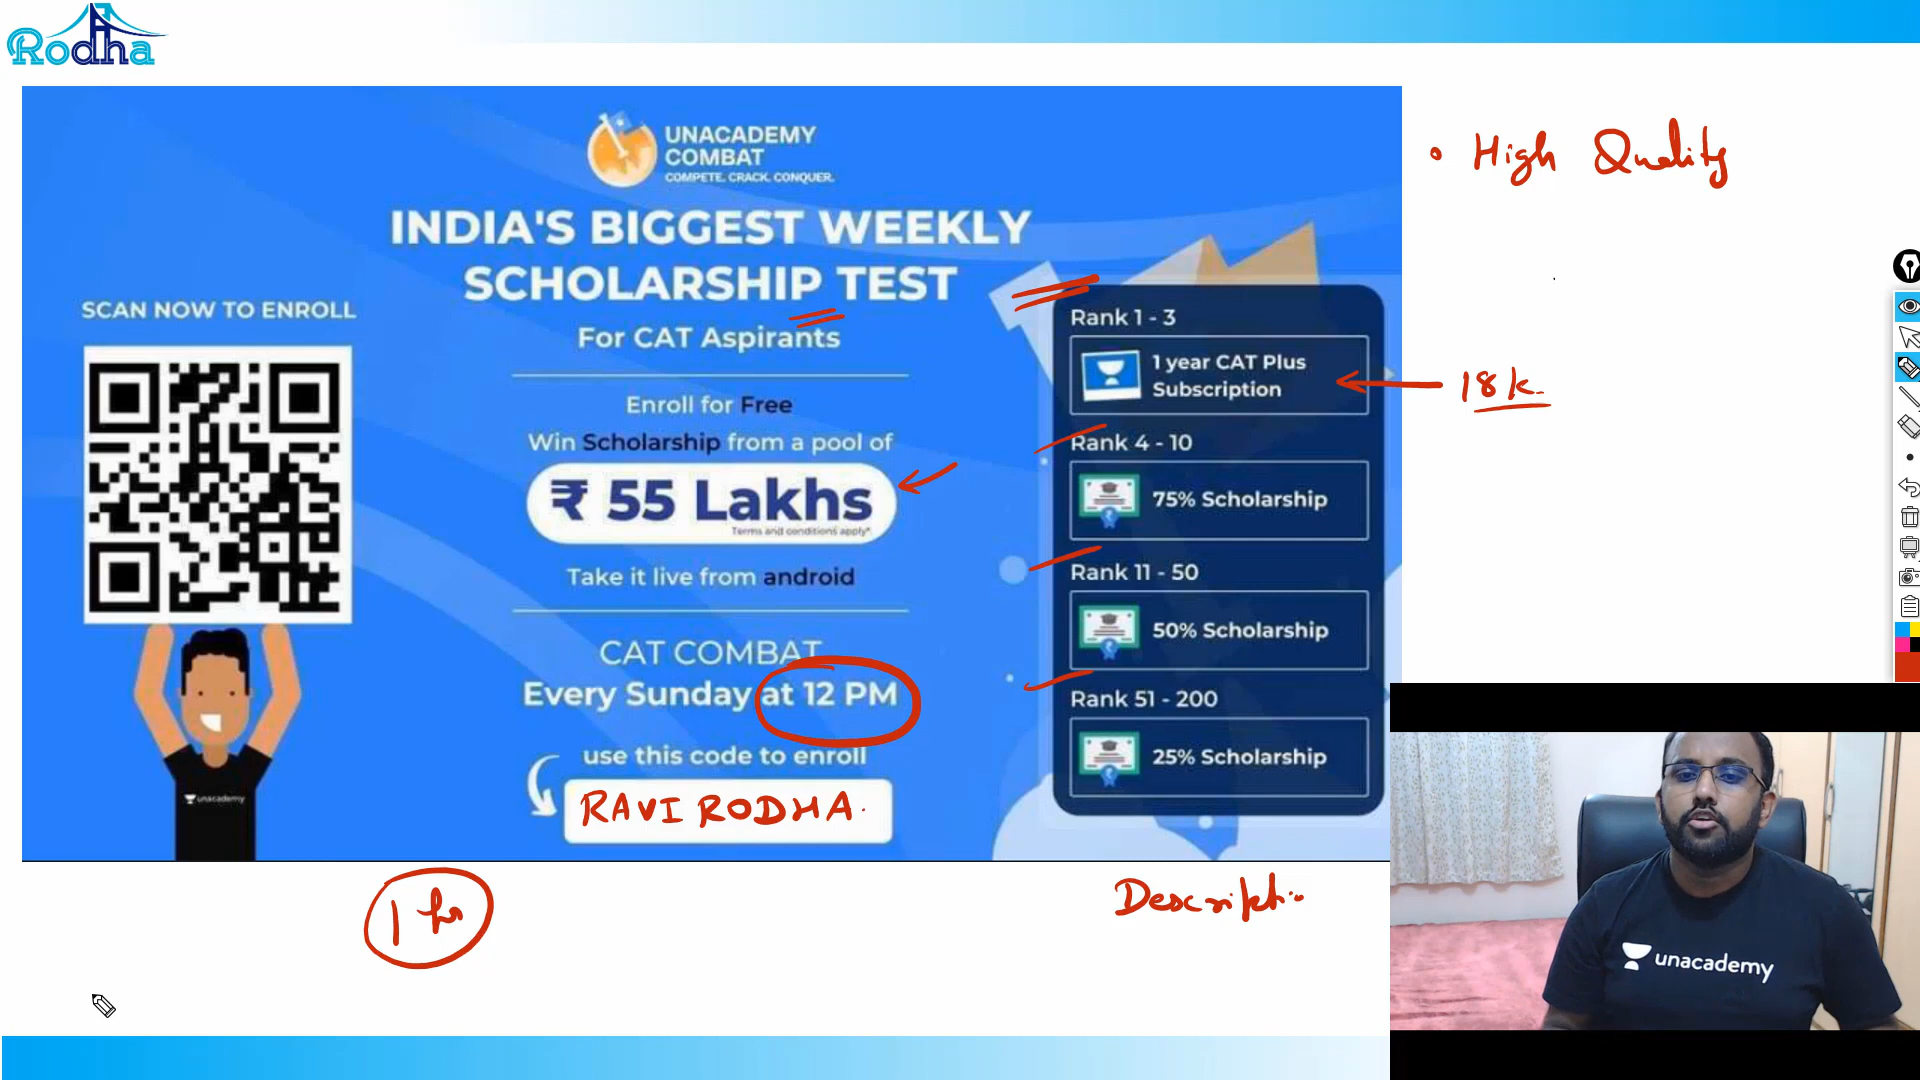 Rodha
UNACADEMY
COMBAT
COMPETE. CRACK. CONQUER.
INDIA'S BIGGEST WEEKLY
SCHOLARSHIP TEST
For CAT Aspirants
SCAN NOW TO ENROLL
Enroll for Free
Win Scholarship from a pool of
₹ 55 Lakhs
Terms and conditions apply*
Take it live from android
CAT COMBAT
Every Sunday at 12 PM
use this code to enroll
RAVI RODHA.
unacademy
Rank 1 - 3
1 year CAT Plus
Subscription
Rank 4 - 10
75% Scholarship
Rank 11 - 50
50% Scholarship
Rank 51 - 200
25% Scholarship
• High Quality
18k
1 hr
Descriptio
unacademy